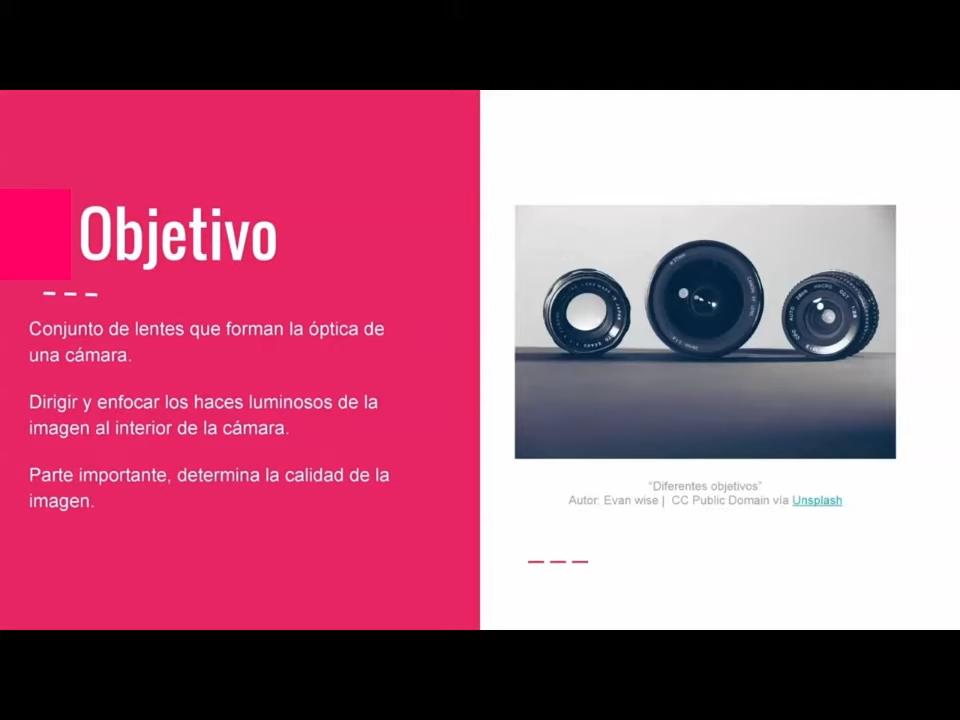 Objetivo
Conjunto de lentes que forman la óptica de
una cámara.
Dirigir y enfocar los haces luminosos de la
imagen al interior de la cámara.
Parte importante, determina la calidad de la
imagen.
“Diferentes objetivos”
Autor: Evan wise | CC Public Domain vía Unsplash